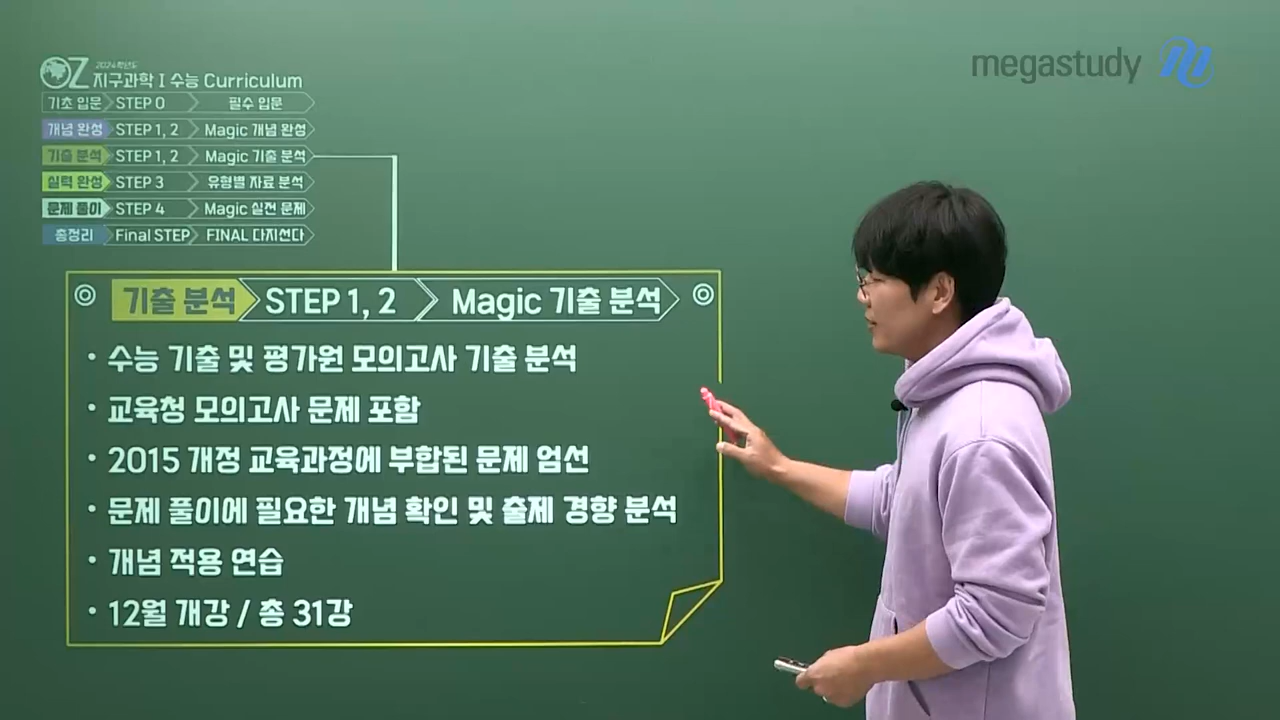 megastudy
OZ 2024학년도
지구과학 I 수능 Curriculum
기초 입문 STEP 0 필수 입문
개념 완성 STEP 1, 2 Magic 개념 완성
기출 분석 STEP 1, 2 Magic 기출 분석
실력 완성 STEP 3 유형별 자료 분석
문제 풀이 STEP 4 Magic 실전 문제
총정리 Final STEP FINAL 다지선다
기출 분석 STEP 1, 2 Magic 기출 분석
• 수능 기출 및 평가원 모의고사 기출 분석
• 교육청 모의고사 문제 포함
• 2015 개정 교육과정에 부합된 문제 엄선
• 문제 풀이에 필요한 개념 확인 및 출제 경향 분석
• 개념 적용 연습
• 12월 개강 / 총 31강